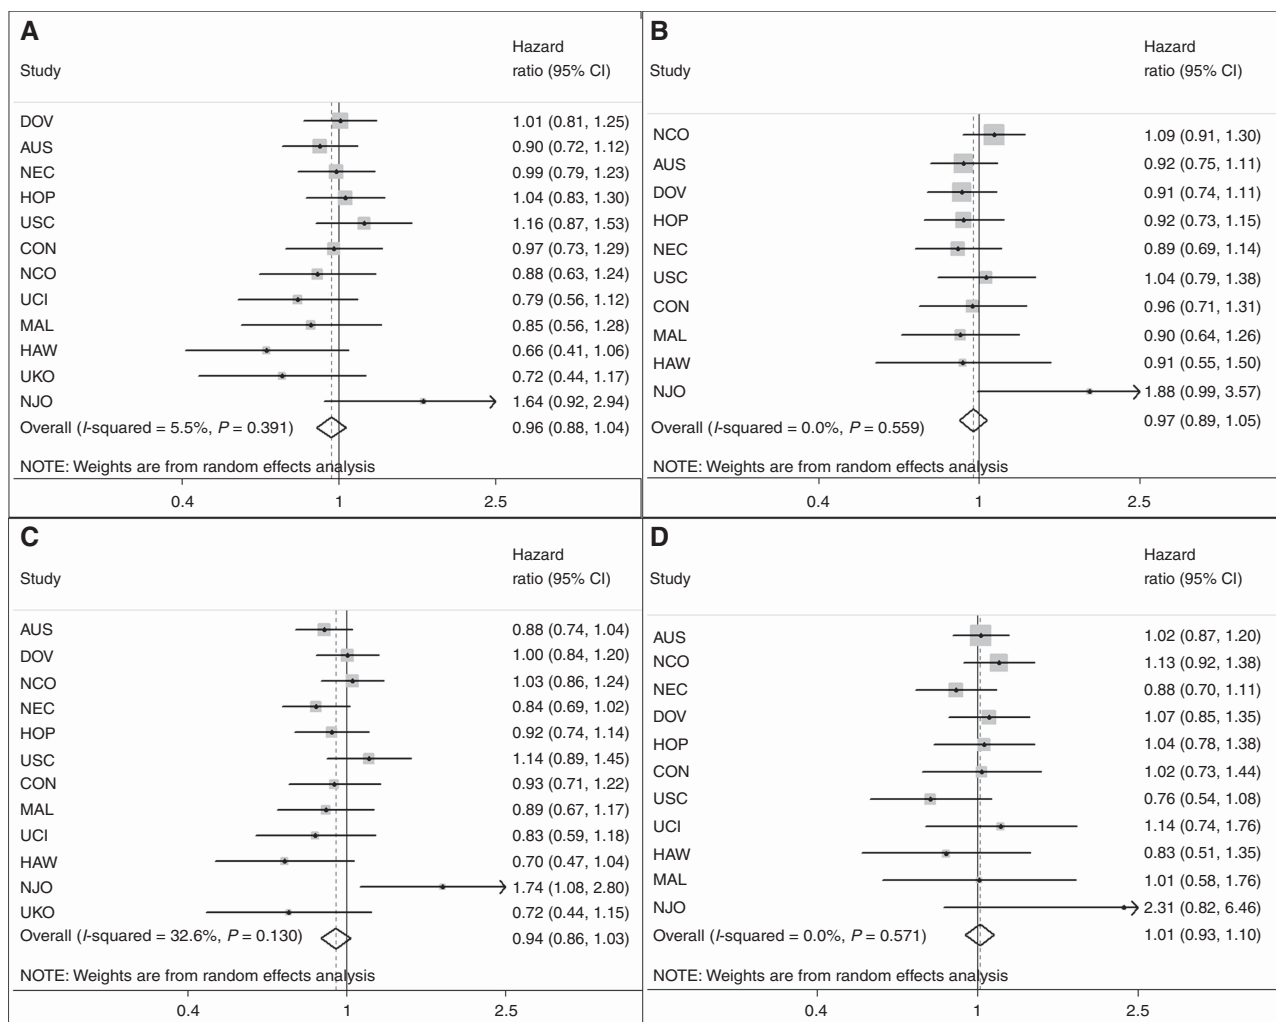 A
Hazard
Study ratio (95% CI)
DOV 1.01 (0.81, 1.25)
AUS 0.90 (0.72, 1.12)
NEC 0.99 (0.79, 1.23)
HOP 1.04 (0.83, 1.30)
USC 1.16 (0.87, 1.53)
CON 0.97 (0.73, 1.29)
NCO 0.88 (0.63, 1.24)
UCI 0.79 (0.56, 1.12)
MAL 0.85 (0.56, 1.28)
HAW 0.66 (0.41, 1.06)
UKO 0.72 (0.44, 1.17)
NJO 1.64 (0.92, 2.94)
Overall (I-squared = 5.5%, P = 0.391) 0.96 (0.88, 1.04)
NOTE: Weights are from random effects analysis
0.4 1 2.5
B
Hazard
Study ratio (95% CI)
NCO 1.09 (0.91, 1.30)
AUS 0.92 (0.75, 1.11)
DOV 0.91 (0.74, 1.11)
HOP 0.92 (0.73, 1.15)
NEC 0.89 (0.69, 1.14)
USC 1.04 (0.79, 1.38)
CON 0.96 (0.71, 1.31)
MAL 0.90 (0.64, 1.26)
HAW 0.91 (0.55, 1.50)
NJO 1.88 (0.99, 3.57)
Overall (I-squared = 0.0%, P = 0.559) 0.97 (0.89, 1.05)
NOTE: Weights are from random effects analysis
0.4 1 2.5
C
Hazard
Study ratio (95% CI)
AUS 0.88 (0.74, 1.04)
DOV 1.00 (0.84, 1.20)
NCO 1.03 (0.86, 1.24)
NEC 0.84 (0.69, 1.02)
HOP 0.92 (0.74, 1.14)
USC 1.14 (0.89, 1.45)
CON 0.93 (0.71, 1.22)
MAL 0.89 (0.67, 1.17)
UCI 0.83 (0.59, 1.18)
HAW 0.70 (0.47, 1.04)
NJO 1.74 (1.08, 2.80)
UKO 0.72 (0.44, 1.15)
Overall (I-squared = 32.6%, P = 0.130) 0.94 (0.86, 1.03)
NOTE: Weights are from random effects analysis
0.4 1 2.5
D
Hazard
Study ratio (95% CI)
AUS 1.02 (0.87, 1.20)
NCO 1.13 (0.92, 1.38)
NEC 0.88 (0.70, 1.11)
DOV 1.07 (0.85, 1.35)
HOP 1.04 (0.78, 1.38)
CON 1.02 (0.73, 1.44)
USC 0.76 (0.54, 1.08)
UCI 1.14 (0.74, 1.76)
HAW 0.83 (0.51, 1.35)
MAL 1.01 (0.58, 1.76)
NJO 2.31 (0.82, 6.46)
Overall (I-squared = 0.0%, P = 0.571) 1.01 (0.93, 1.10)
NOTE: Weights are from random effects analysis
0.4 1 2.5